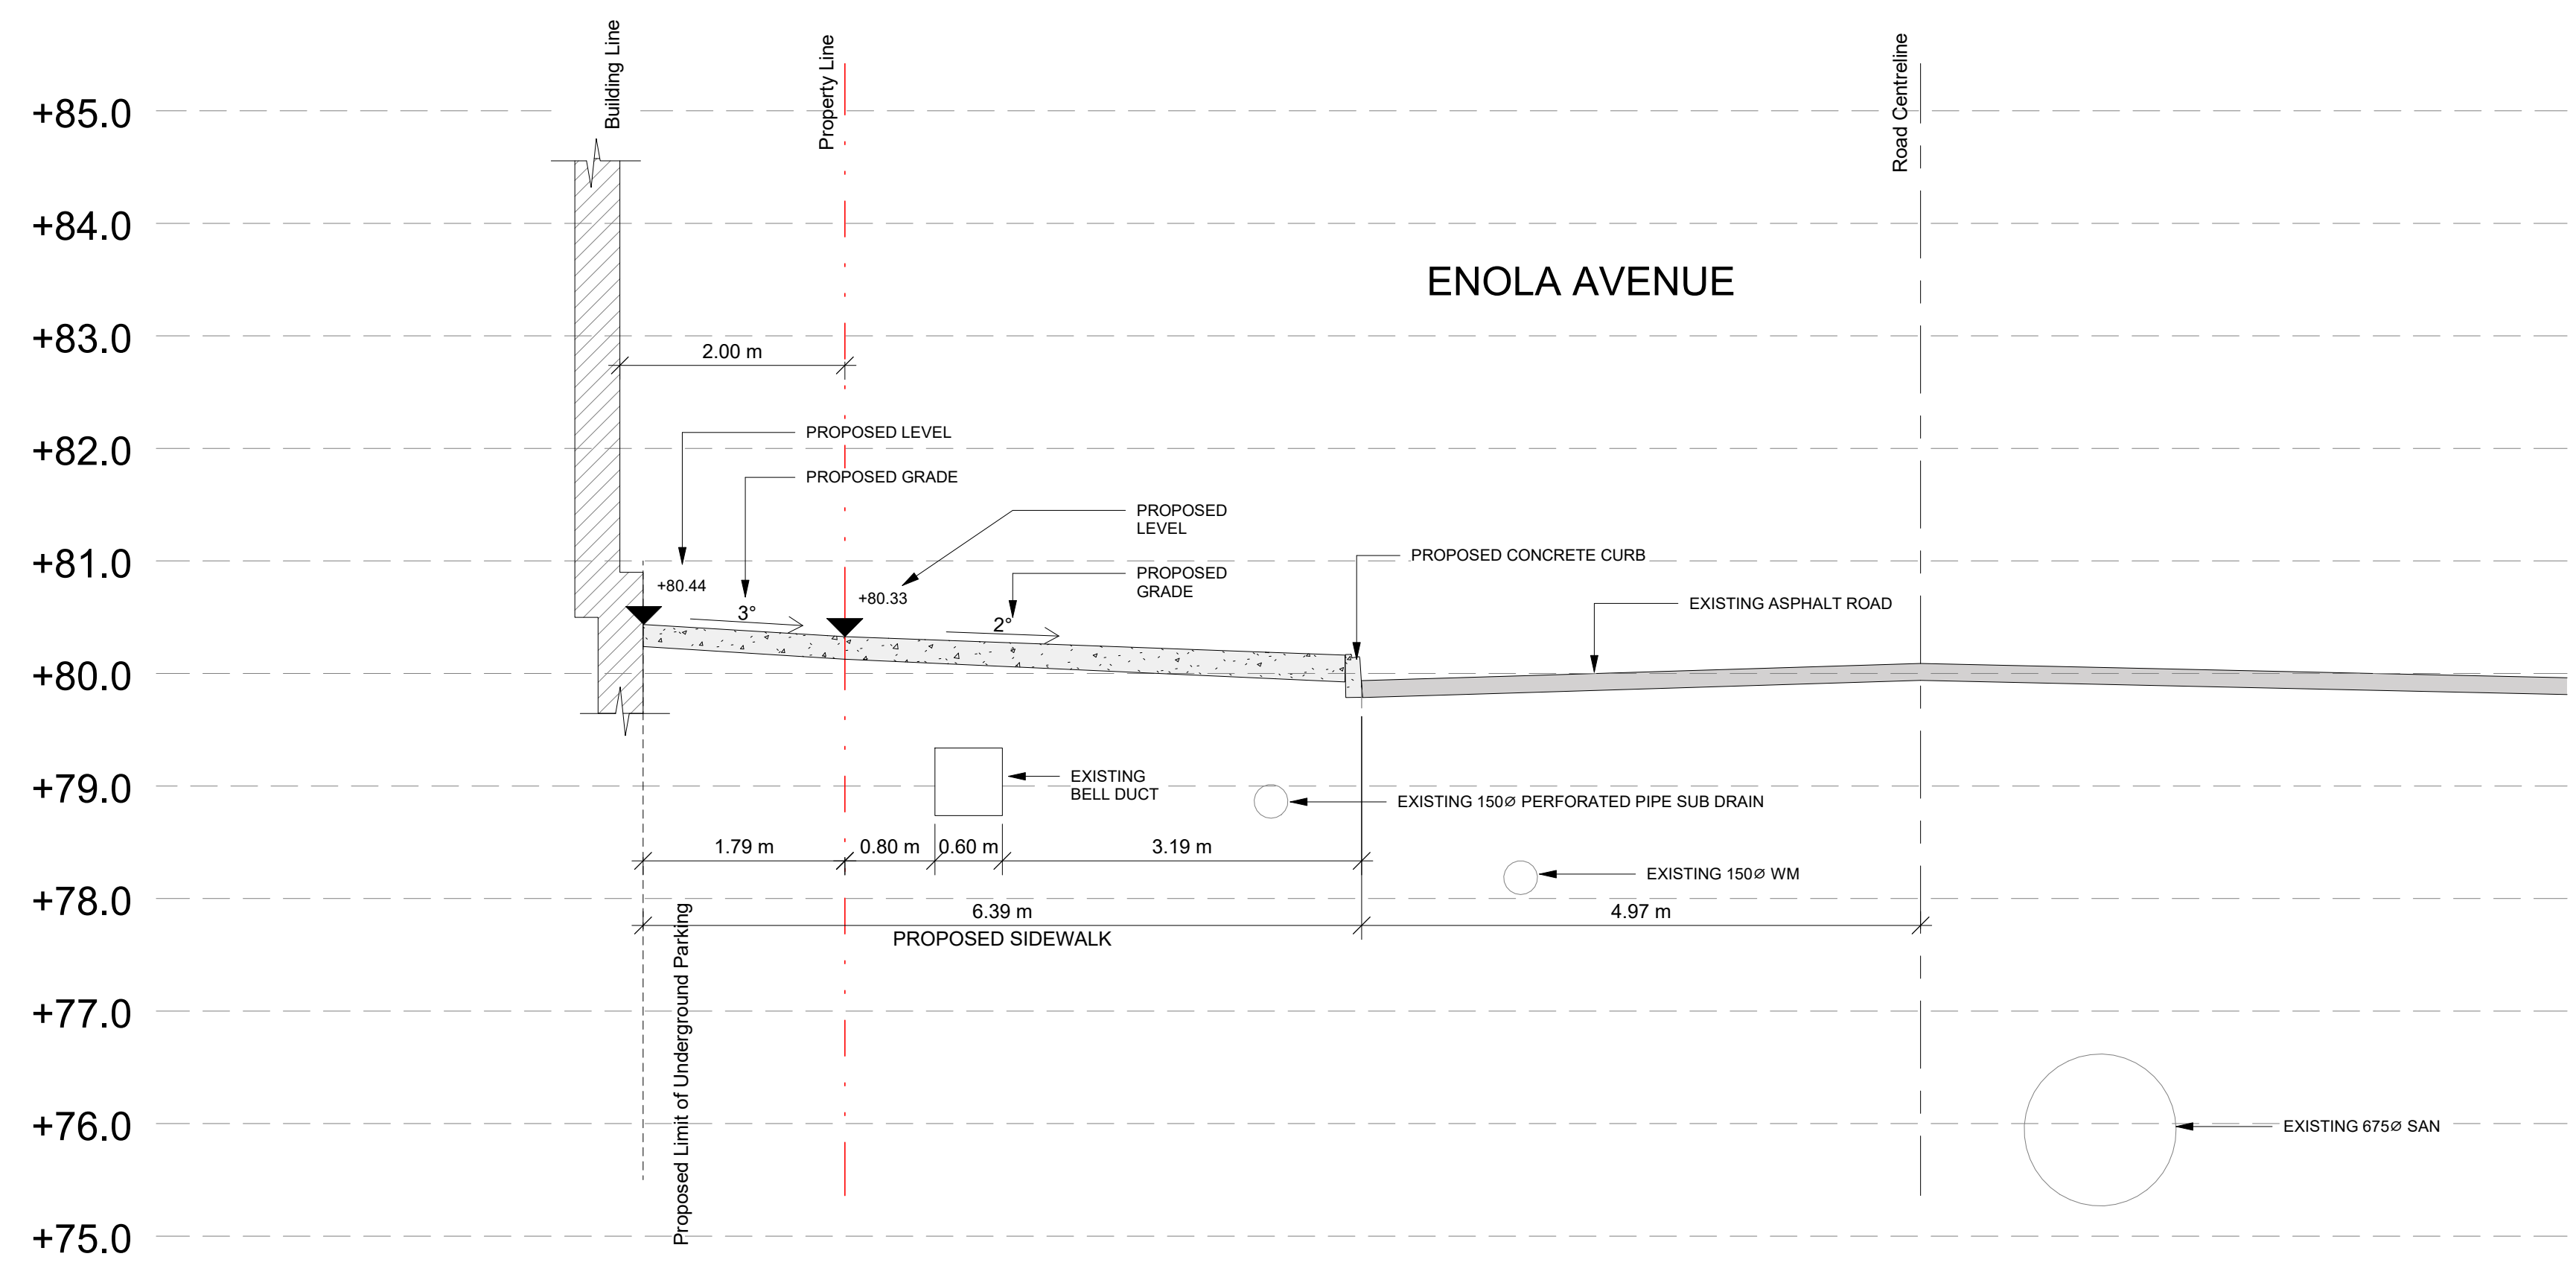 Building Line
Property Line
Road Centreline
+85.0
+84.0
ENOLA AVENUE
+83.0
2.00 m
PROPOSED LEVEL
+82.0
PROPOSED GRADE
PROPOSED
LEVEL
+81.0
PROPOSED CONCRETE CURB
PROPOSED
GRADE
+80.44
+80.33
EXISTING ASPHALT ROAD
3°
2°
+80.0
+79.0
EXISTING
BELL DUCT
EXISTING 150Ø PERFORATED PIPE SUB DRAIN
1.79 m
0.80 m
0.60 m
3.19 m
EXISTING 150Ø WM
+78.0
6.39 m
4.97 m
PROPOSED SIDEWALK
Proposed Limit of Underground Parking
+77.0
+76.0
EXISTING 675Ø SAN
+75.0